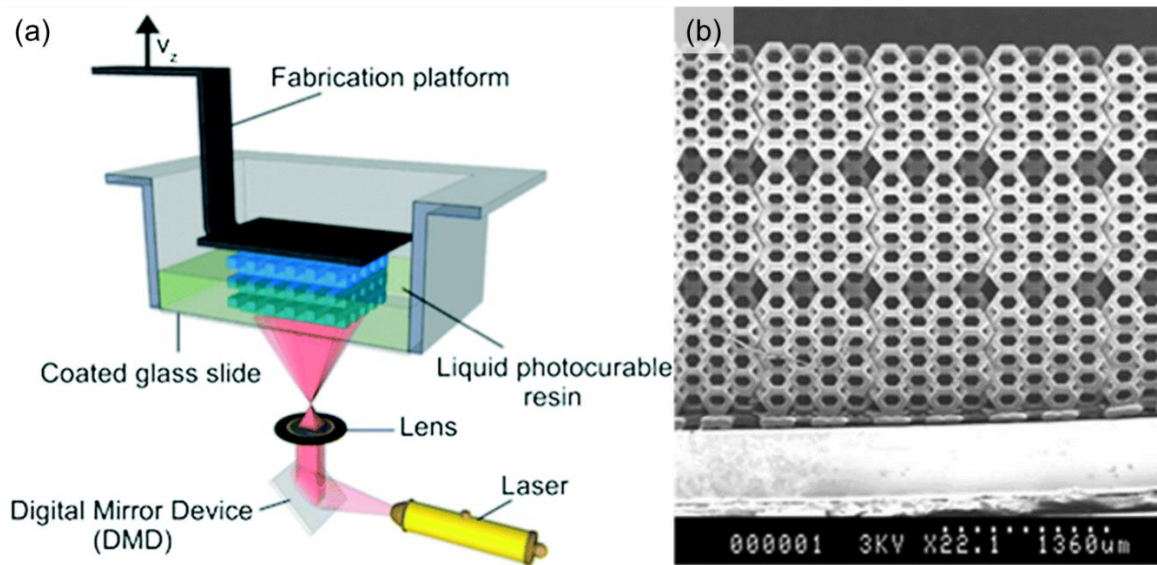 (a)
V z
Fabrication platform
Coated glass slide
Liquid photocurable
resin
Lens
Laser
Digital Mirror Device
(DMD)
(b)
000001 3KV X22.1 1360um